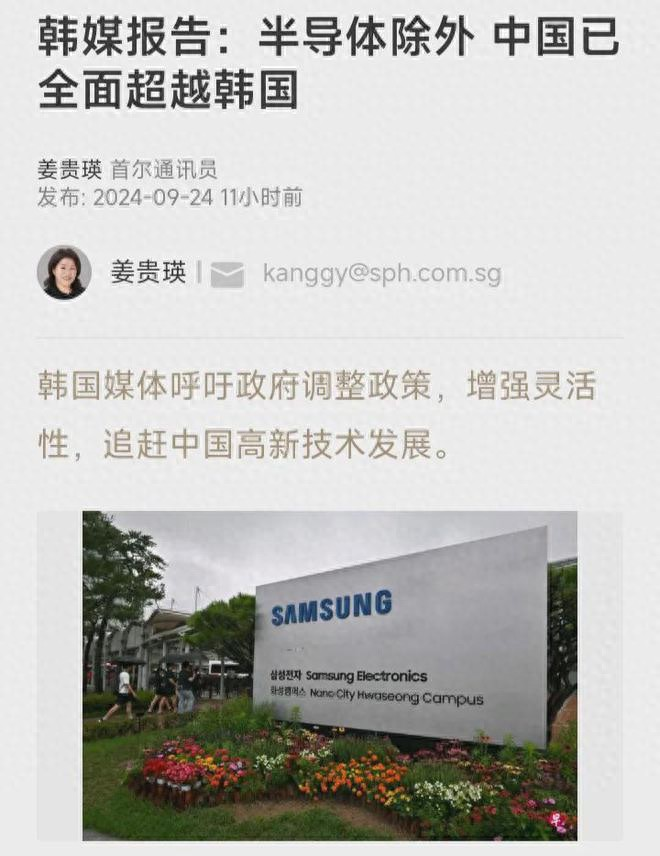 韩媒报告：半导体除外 中国已
全面超越韩国
姜贵瑛 首尔通讯员
发布: 2024-09-24 11小时前
姜贵瑛 | kanggy@sph.com.sg
韩国媒体呼吁政府调整政策，增强灵活
性，追赶中国高新技术发展。
SAMSUNG
삼성전자 Samsung Electronics
화성캠퍼스 Nano City Hwaseong Campus
早